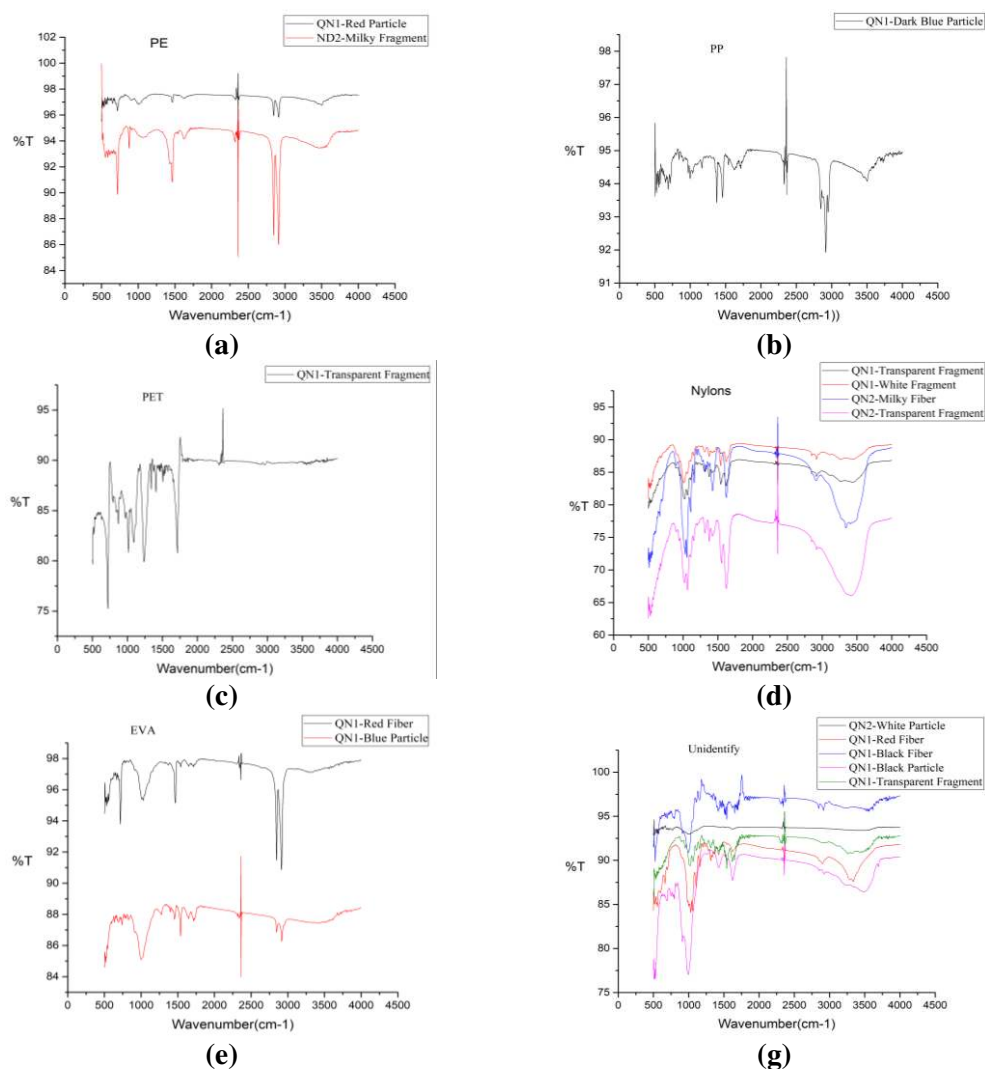 PE
QN1-Red Particle
ND2-Milky Fragment
102
100
98
96
94
92
90
88
86
84
%T
0 500 1000 1500 2000 2500 3000 3500 4000 4500
Wavenumber(cm-1)
(a)
PP
QN1-Dark Blue Particle
98
97
96
95
94
93
92
91
%T
0 500 1000 1500 2000 2500 3000 3500 4000 4500
Wavenumber(cm-1))
(b)
PET
QN1-Transparent Fragment
95
90
85
80
75
%T
0 500 1000 1500 2000 2500 3000 3500 4000 4500
Wavenumber(cm-1)
(c)
Nylons
QN1-Transparent Fragment
QN1-White Fragment
QN2-Milky Fiber
QN2-Transparent Fragment
95
90
85
80
75
70
65
60
%T
0 500 1000 1500 2000 2500 3000 3500 4000 4500
Wavenumber(cm-1)
(d)
EVA
QN1-Red Fiber
QN1-Blue Particle
98
96
94
92
90
88
86
84
%T
0 500 1000 1500 2000 2500 3000 3500 4000 4500
Wavenumber(cm-1)
(e)
Unidentify
QN2-White Particle
QN1-Red Fiber
QN1-Black Fiber
QN1-Black Particle
QN1-Transparent Fragment
100
95
90
85
80
75
%T
0 500 1000 1500 2000 2500 3000 3500 4000 4500
Wavenumber(cm-1)
(g)